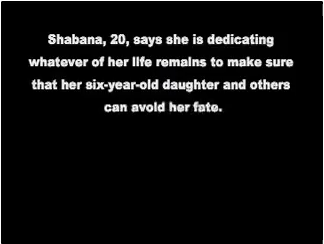 Shabana, 20, says she is dedicating
whatever of her life remains to make sure
that her six-year-old daughter and others
can avoid her fate.